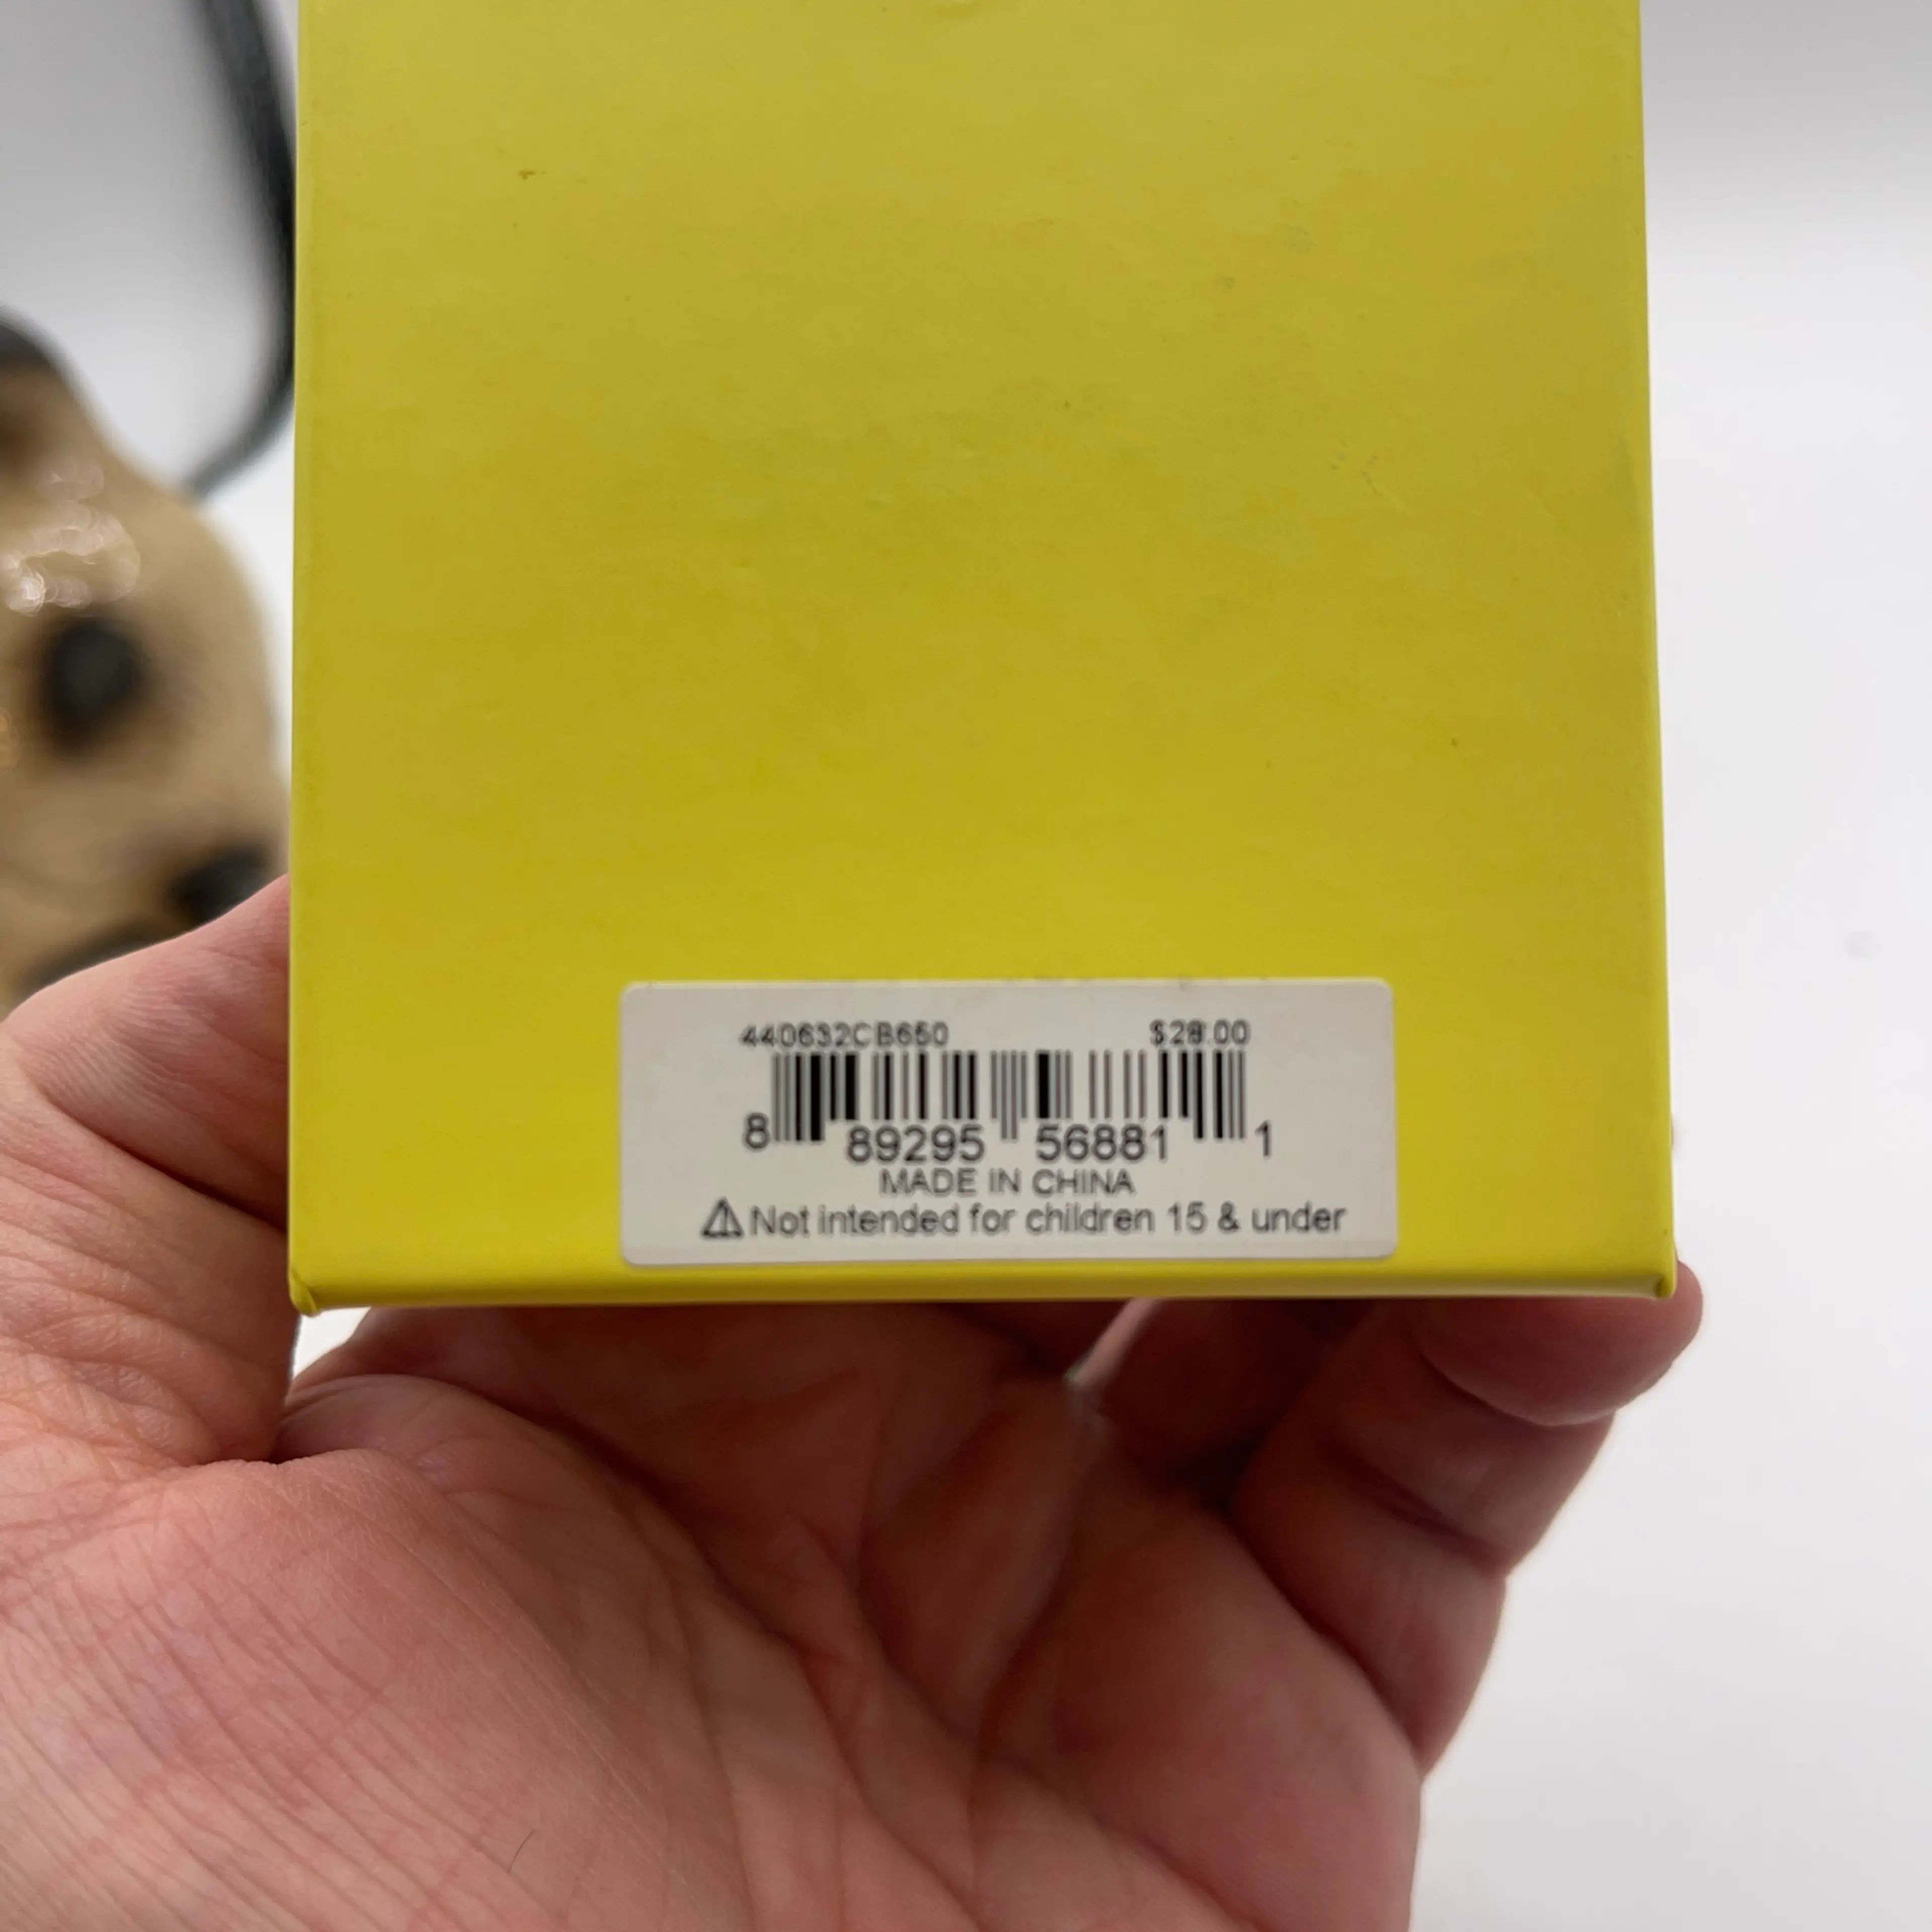 440632CB650 $28.00
8 89295 56881 1
MADE IN CHINA
⚠ Not intended for children 15 & under